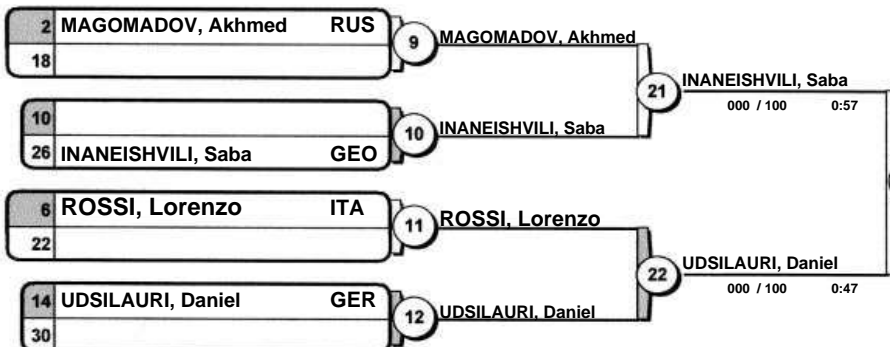 2 MAGOMADOV, Akhmed RUS
18
9
MAGOMADOV, Akhmed
10
26 INANEISHVILI, Saba GEO
10
INANEISHVILI, Saba
21
INANEISHVILI, Saba
000 / 100 0:57
6 ROSSI, Lorenzo ITA
22
11
ROSSI, Lorenzo
14 UDSILAURI, Daniel GER
30
12
UDSILAURI, Daniel
22
UDSILAURI, Daniel
000 / 100 0:47